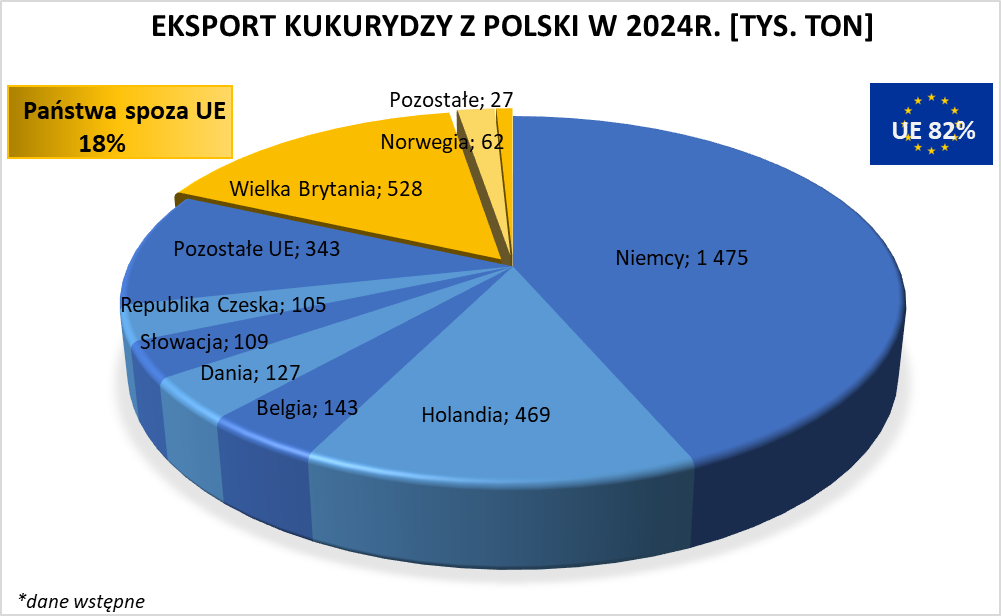 EKSPORT KUKURYDZY Z POLSKI W 2024R. [TYS. TON]
Państwa spoza UE
18%
UE 82%
Pozostałe; 27
Norwegia; 62
Wielka Brytania; 528
Pozostałe UE; 343
Niemcy; 1 475
Republika Czeska; 105
Słowacja; 109
Dania; 127
Belgia; 143
Holandia; 469
*dane wstępne